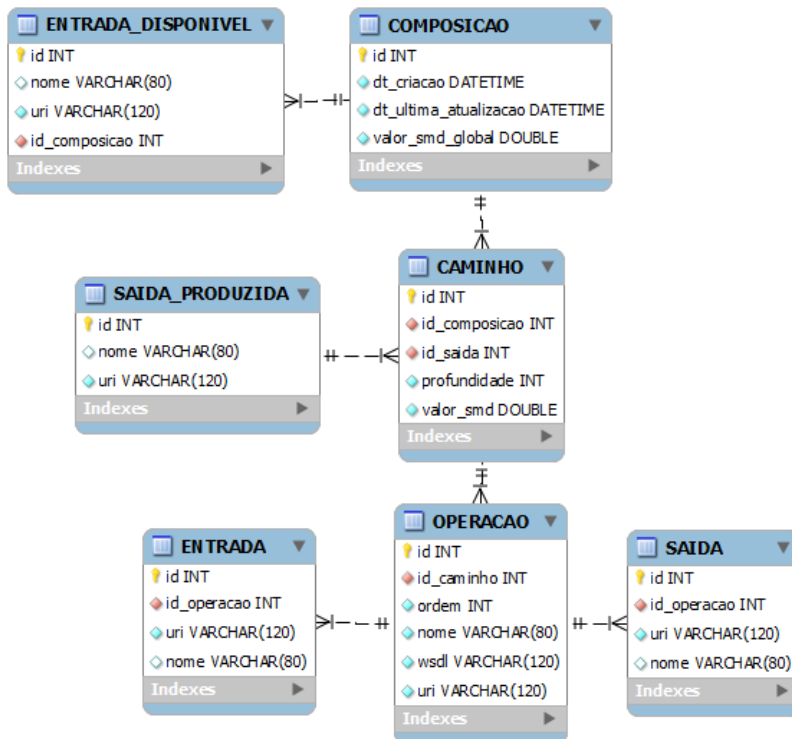 ENTRADA_DISPONIVEL
id INT
nome VARCHAR(80)
uri VARCHAR(120)
id_composicao INT
Indexes
COMPOSICAO
id INT
dt_criacao DATETIME
dt_ultima_atualizacao DATETIME
valor_smd_global DOUBLE
Indexes
SAIDA_PRODUZIDA
id INT
nome VARCHAR(80)
uri VARCHAR(120)
Indexes
CAMINHO
id INT
id_composicao INT
id_saida INT
profundidade INT
valor_smd DOUBLE
Indexes
ENTRADA
id INT
id_operacao INT
uri VARCHAR(120)
nome VARCHAR(80)
Indexes
OPERACAO
id INT
id_caminho INT
ordem INT
nome VARCHAR(80)
wsdl VARCHAR(120)
uri VARCHAR(120)
Indexes
SAIDA
id INT
id_operacao INT
uri VARCHAR(120)
nome VARCHAR(80)
Indexes